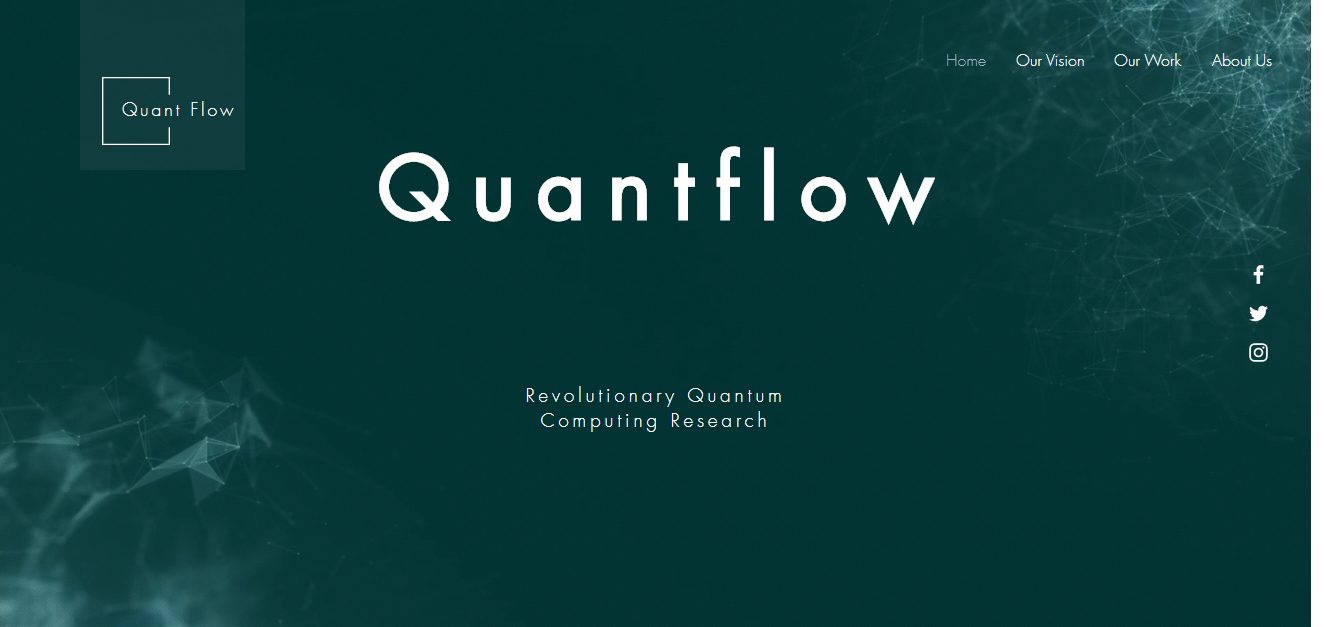 Home Our Vision Our Work About Us
Quant Flow
Quantflow
Revolutionary Quantum
Computing Research